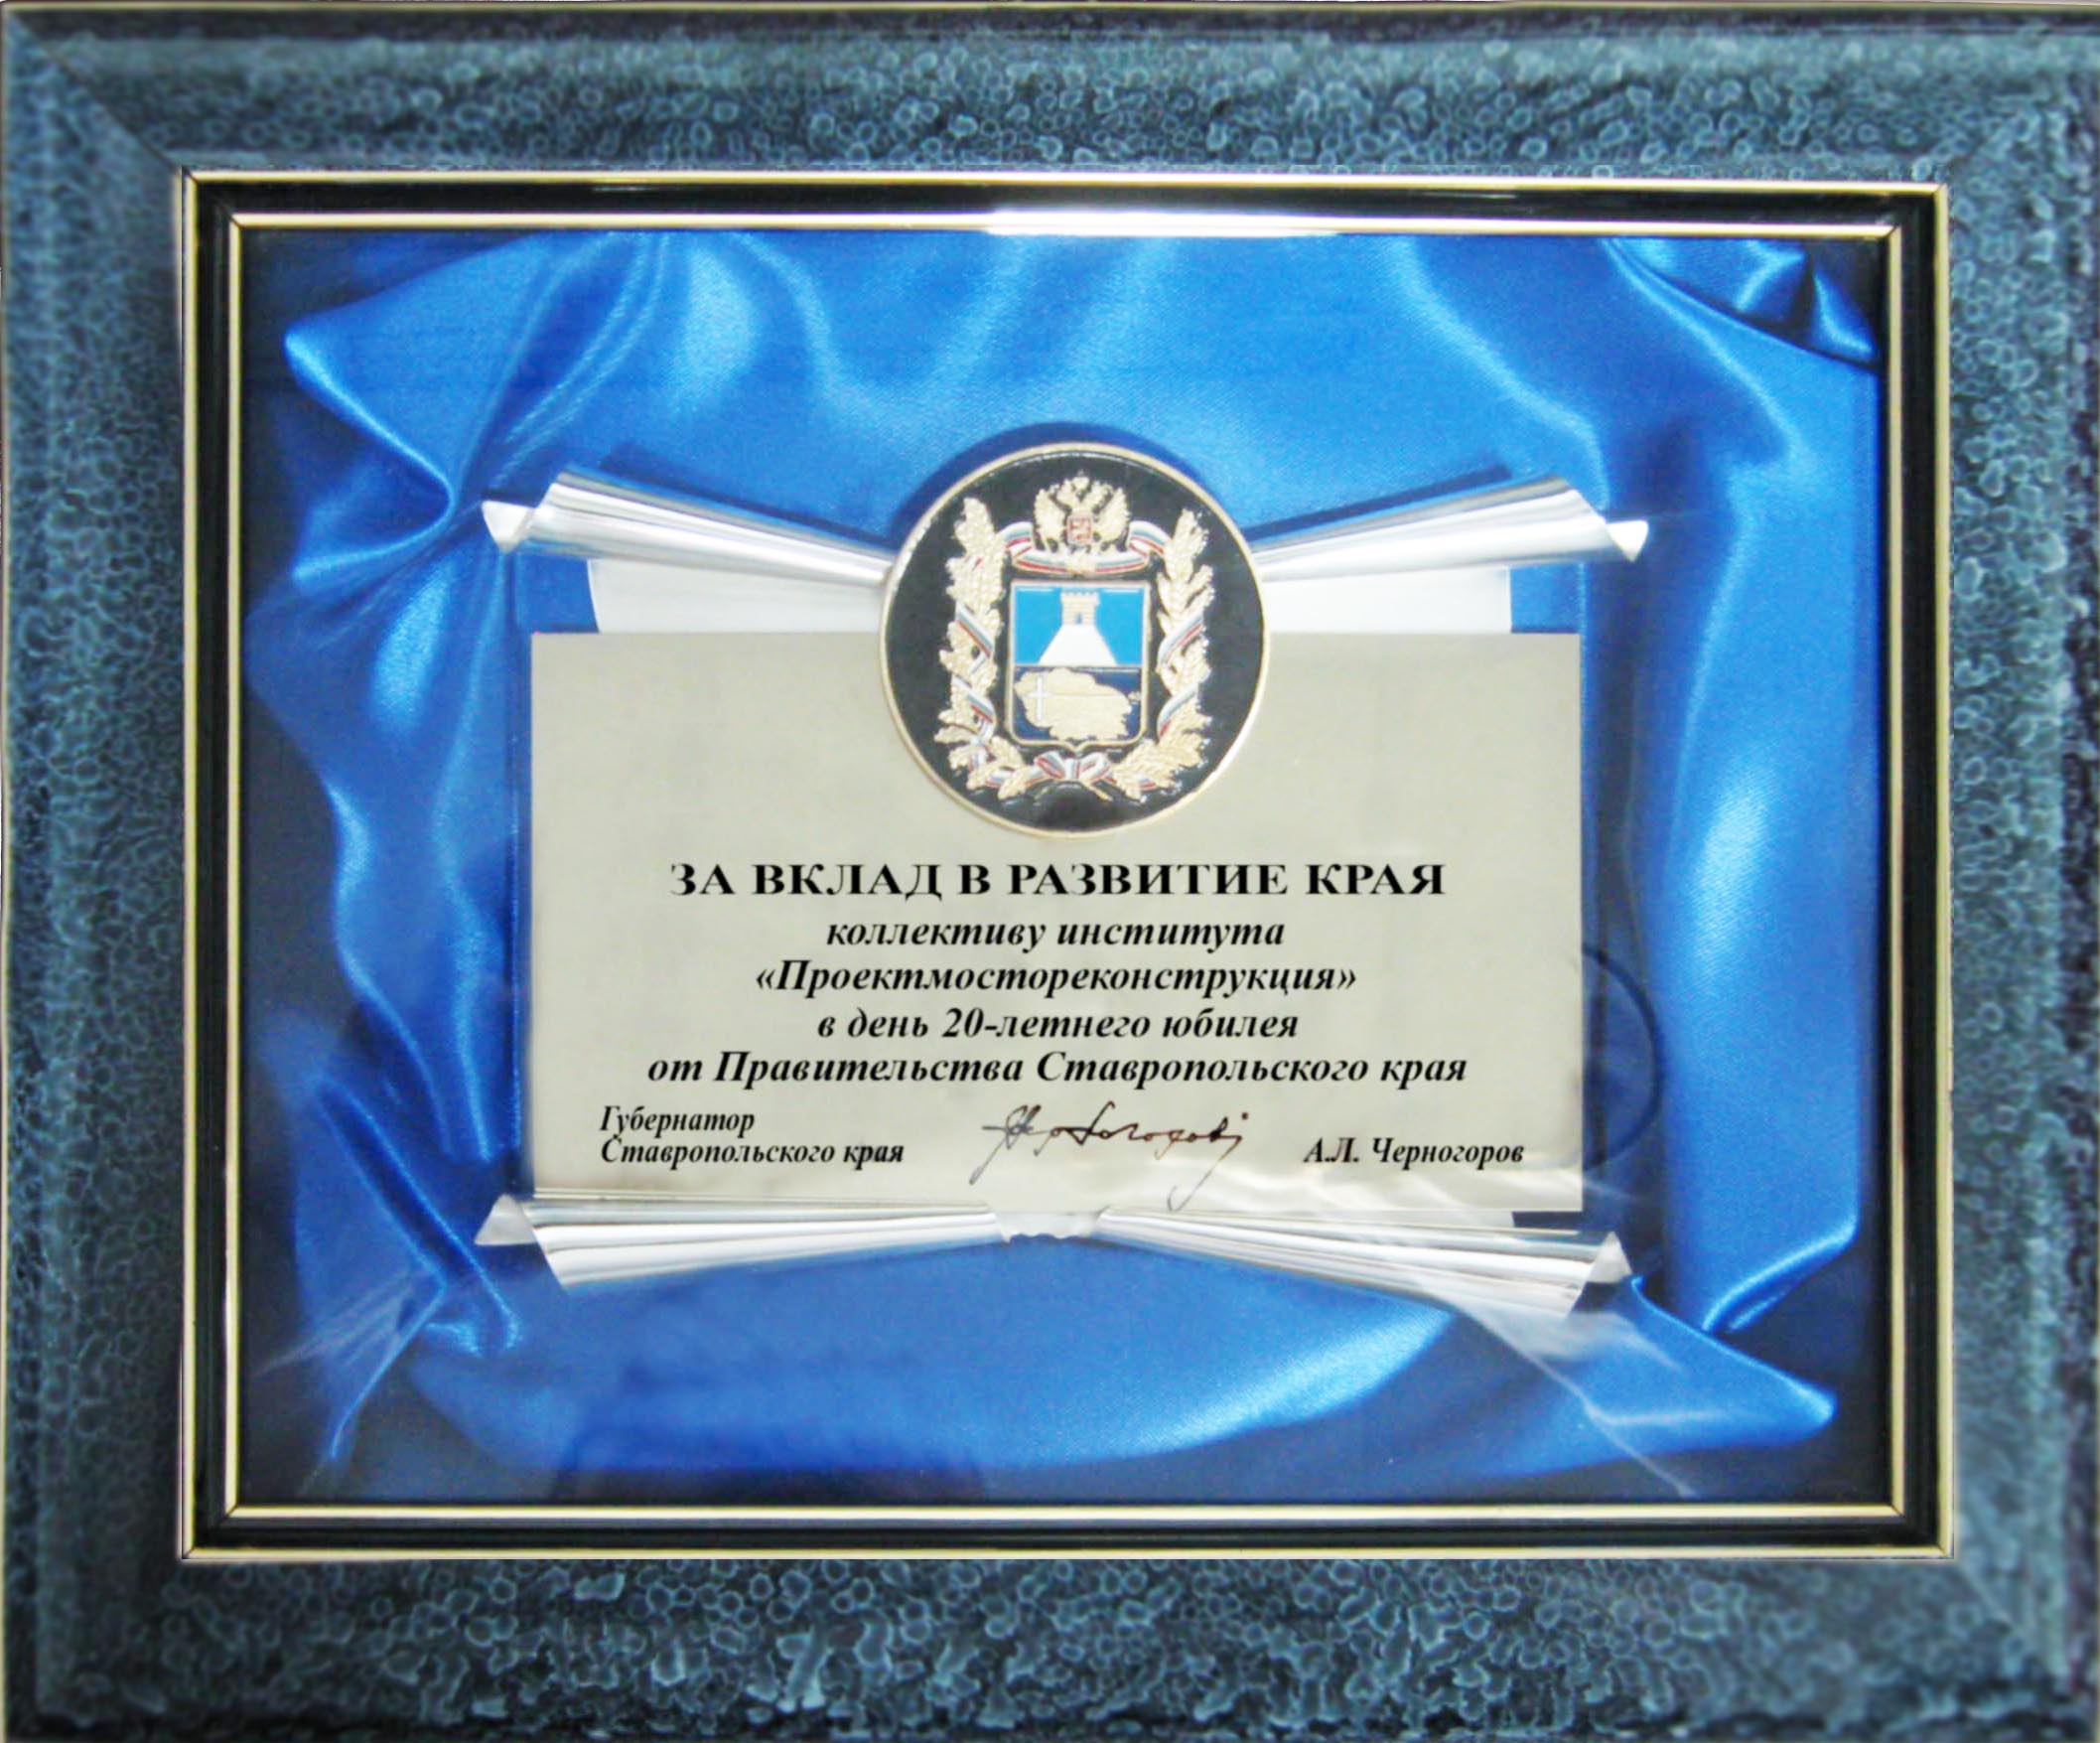 ЗА ВКЛАД В РАЗВИТИЕ КРАЯ
коллективу института
«Проектмостореконструкция»
в день 20-летнего юбилея
от Правительства Ставропольского края
Губернатор
Ставропольского края
А.Л. Черногоров